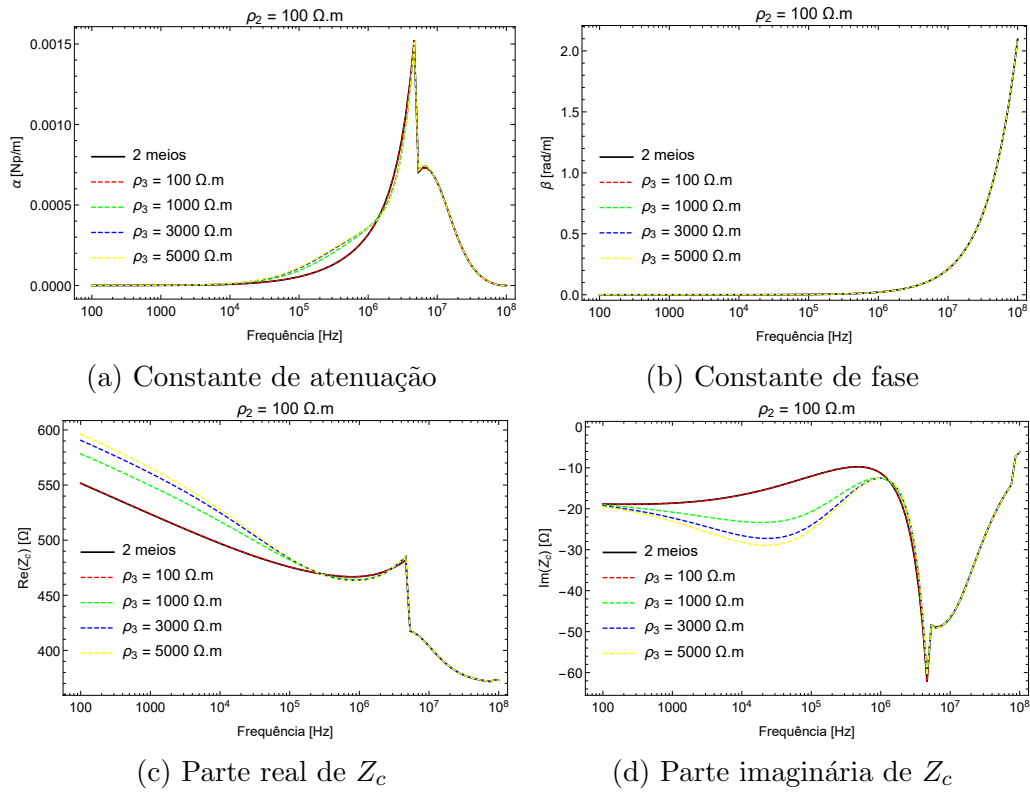 ρ2 = 100 Ω.m
α [Np/m]
0.0015
0.0010
0.0005
0.0000
2 meios
ρ3 = 100 Ω.m
ρ3 = 1000 Ω.m
ρ3 = 3000 Ω.m
ρ3 = 5000 Ω.m
100 1000 10^4 10^5 10^6 10^7 10^8
Frequência [Hz]
(a) Constante de atenuação
ρ2 = 100 Ω.m
β [rad/m]
2.0
1.5
1.0
0.5
0.0
2 meios
ρ3 = 100 Ω.m
ρ3 = 1000 Ω.m
ρ3 = 3000 Ω.m
ρ3 = 5000 Ω.m
100 1000 10^4 10^5 10^6 10^7 10^8
Frequência [Hz]
(b) Constante de fase
ρ2 = 100 Ω.m
Re(Zc) [Ω]
600
550
500
450
400
2 meios
ρ3 = 100 Ω.m
ρ3 = 1000 Ω.m
ρ3 = 3000 Ω.m
ρ3 = 5000 Ω.m
100 1000 10^4 10^5 10^6 10^7 10^8
Frequência [Hz]
(c) Parte real de Zc
ρ2 = 100 Ω.m
Im(Zc) [Ω]
0
−10
−20
−30
−40
−50
−60
2 meios
ρ3 = 100 Ω.m
ρ3 = 1000 Ω.m
ρ3 = 3000 Ω.m
ρ3 = 5000 Ω.m
100 1000 10^4 10^5 10^6 10^7 10^8
Frequência [Hz]
(d) Parte imaginária de Zc